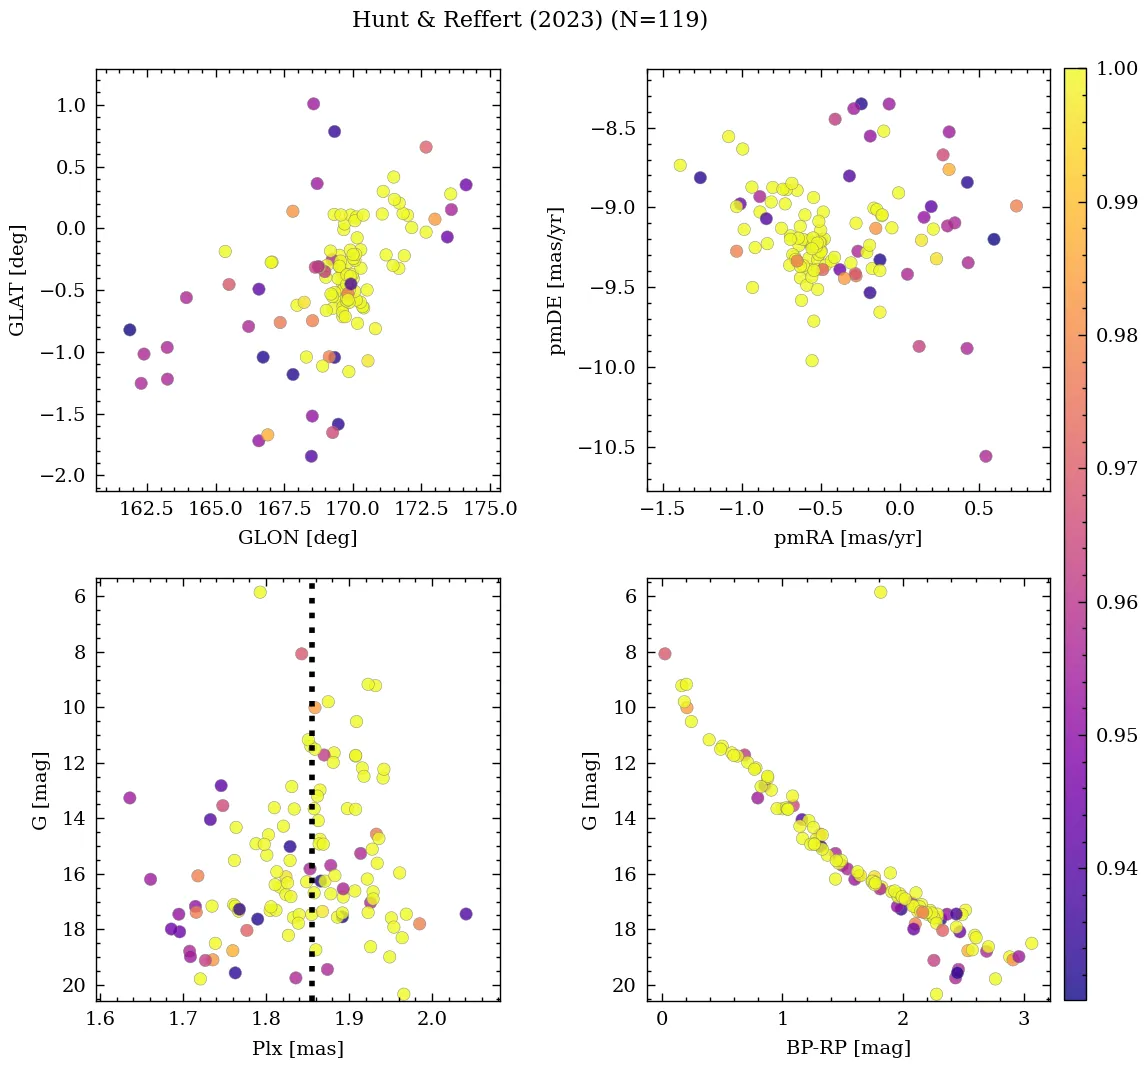 Hunt & Reffert (2023) (N=119)
1.0
0.5
0.0
−0.5
−1.0
−1.5
−2.0
GLAT [deg]
162.5 165.0 167.5 170.0 172.5 175.0
GLON [deg]
−8.5
−9.0
−9.5
−10.0
−10.5
pmDE [mas/yr]
−1.5 −1.0 −0.5 0.0 0.5
pmRA [mas/yr]
1.00
0.99
0.98
0.97
0.96
0.95
0.94
6
8
10
12
14
16
18
20
G [mag]
1.6 1.7 1.8 1.9 2.0
Plx [mas]
6
8
10
12
14
16
18
20
G [mag]
0 1 2 3
BP-RP [mag]